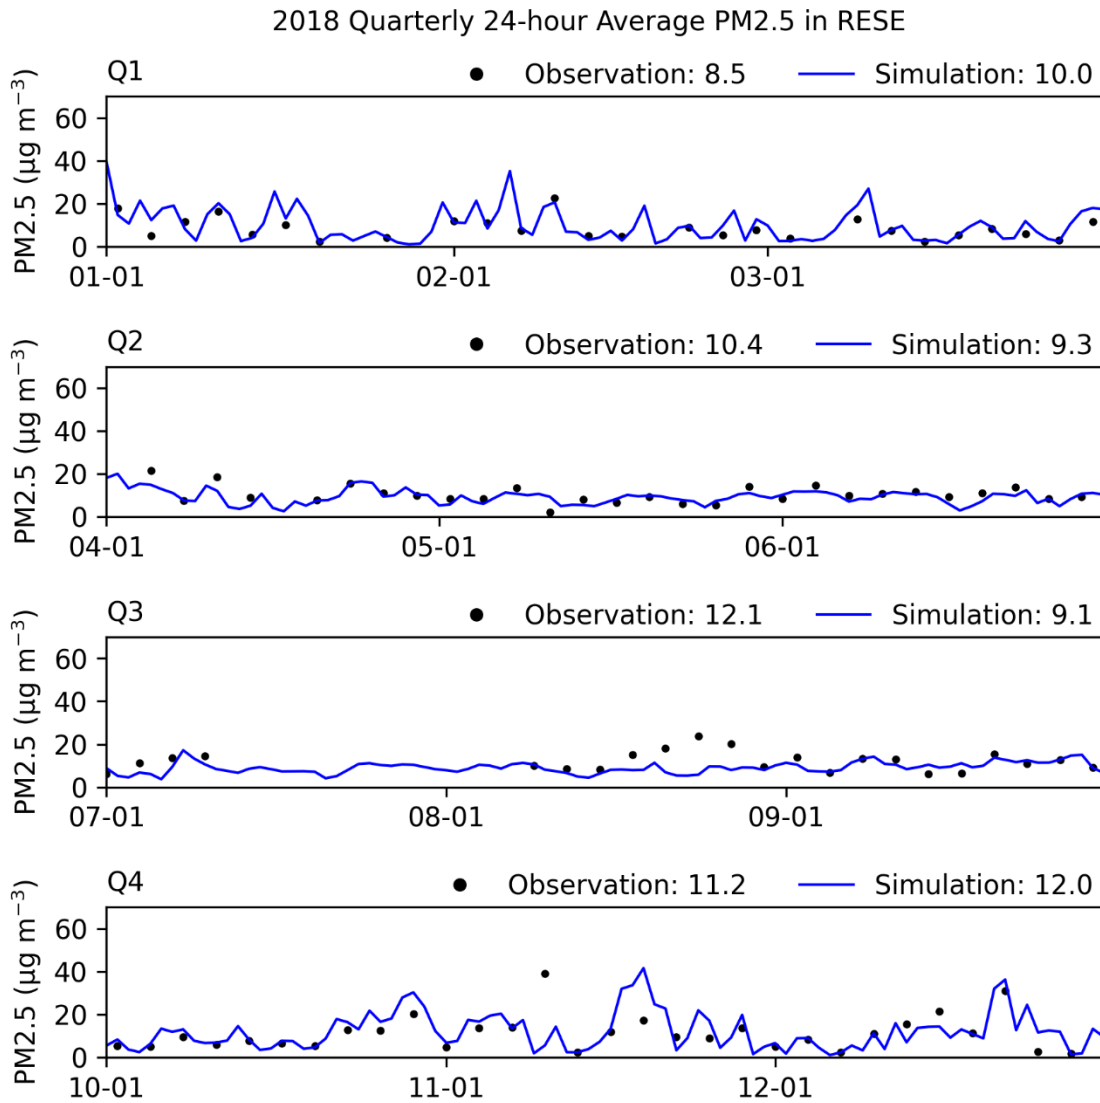 2018 Quarterly 24-hour Average PM2.5 in RESE
Q1 Observation: 8.5 Simulation: 10.0
PM2.5 (µg m⁻³)
60
40
20
0
01-01 02-01 03-01
Q2 Observation: 10.4 Simulation: 9.3
PM2.5 (µg m⁻³)
60
40
20
0
04-01 05-01 06-01
Q3 Observation: 12.1 Simulation: 9.1
PM2.5 (µg m⁻³)
60
40
20
0
07-01 08-01 09-01
Q4 Observation: 11.2 Simulation: 12.0
PM2.5 (µg m⁻³)
60
40
20
0
10-01 11-01 12-01